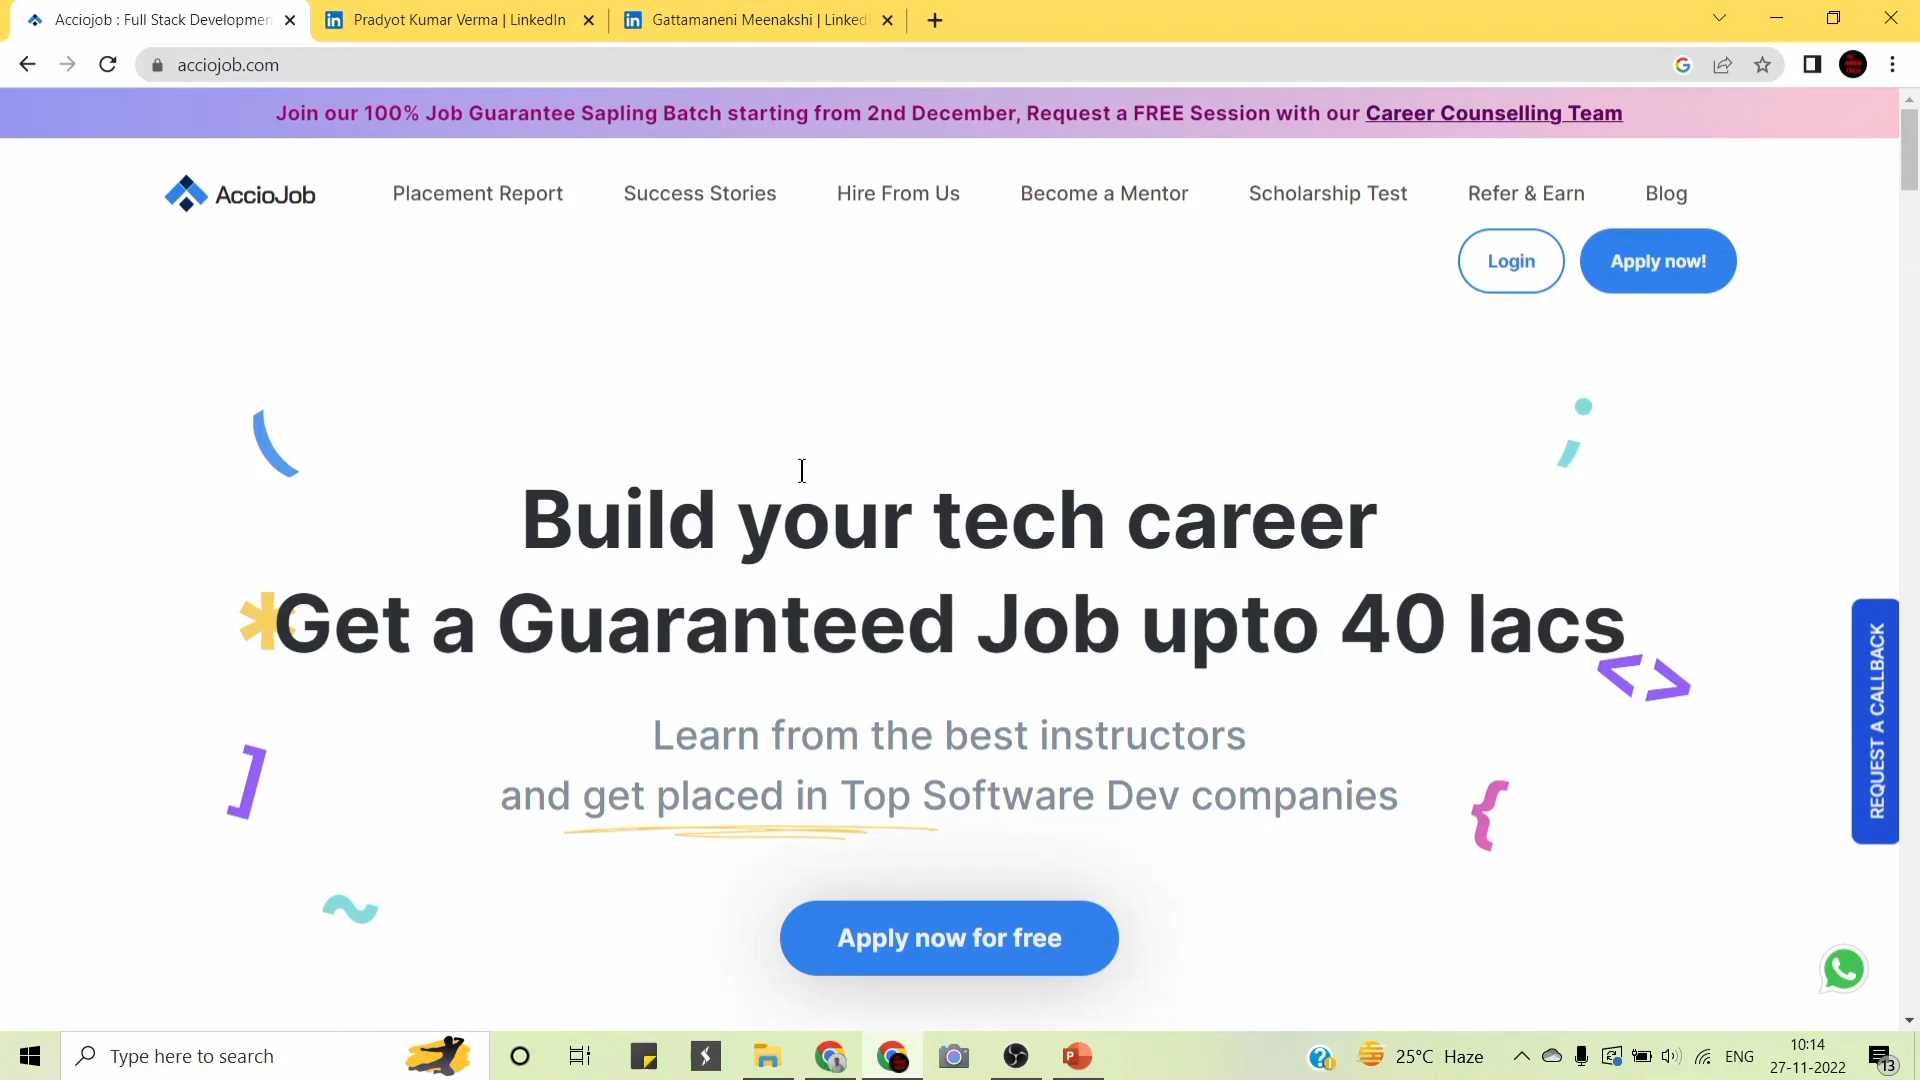 Acciojob : Full Stack Developmen
Pradyot Kumar Verma | LinkedIn
Gattamaneni Meenakshi | Linked
acciojob.com
Join our 100% Job Guarantee Sapling Batch starting from 2nd December, Request a FREE Session with our Career Counselling Team
AccioJob
Placement Report
Success Stories
Hire From Us
Become a Mentor
Scholarship Test
Refer & Earn
Blog
Login
Apply now!
Build your tech career
Get a Guaranteed Job upto 40 lacs
Learn from the best instructors
and get placed in Top Software Dev companies
Apply now for free
REQUEST A CALLBACK
Type here to search
25°C Haze
ENG
10:14
27-11-2022
13